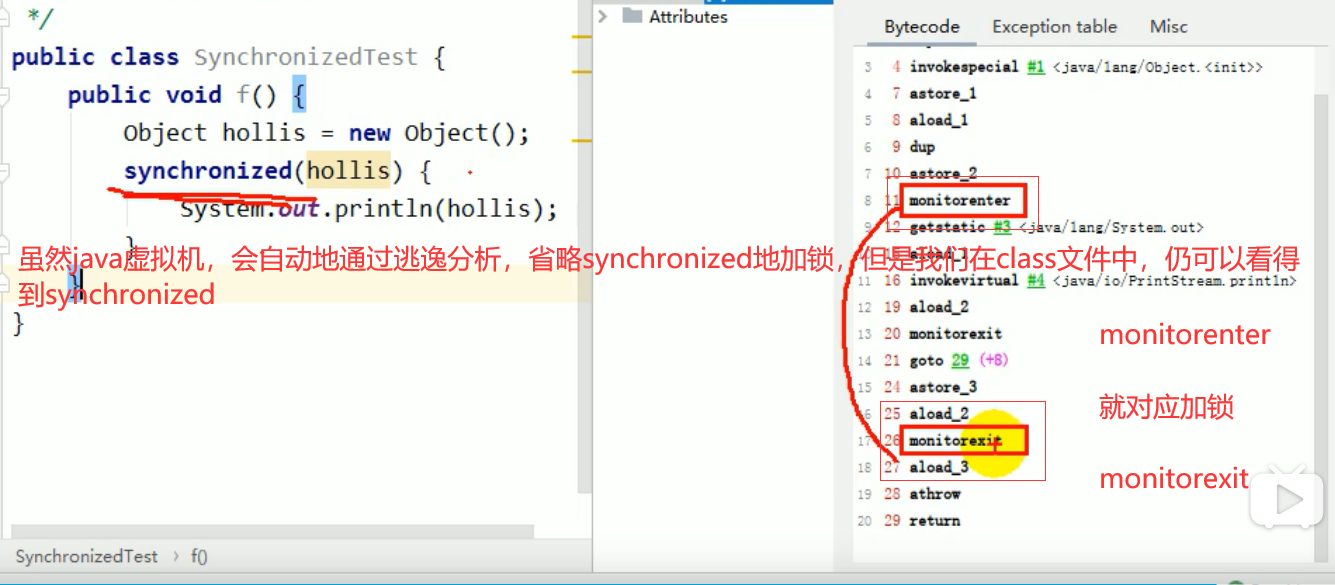 */
public class SynchronizedTest {
public void f() {
Object hollis = new Object();
synchronized(hollis) {
System.out.println(hollis);
}
}
}
虽然java虚拟机，会自动地通过逃逸分析，省略synchronized地加锁，但是我们在class文件中，仍可以看得
到synchronized
SynchronizedTest › f()
Attributes
Bytecode Exception table Misc
3 4 invokespecial #1 <java/lang/Object.<init>>
4 7 astore_1
5 8 aload_1
6 9 dup
7 10 astore_2
8 11 monitorenter
9 12 getstatic #3 <java/lang/System.out>
11 16 invokevirtual #4 <java/io/PrintStream.println>
12 19 aload_2
13 20 monitorexit
14 21 goto 29 (+8)
15 24 astore_3
16 25 aload_2
17 26 monitorexit
18 27 aload_3
19 28 athrow
20 29 return
monitorenter
就对应加锁
monitorexit